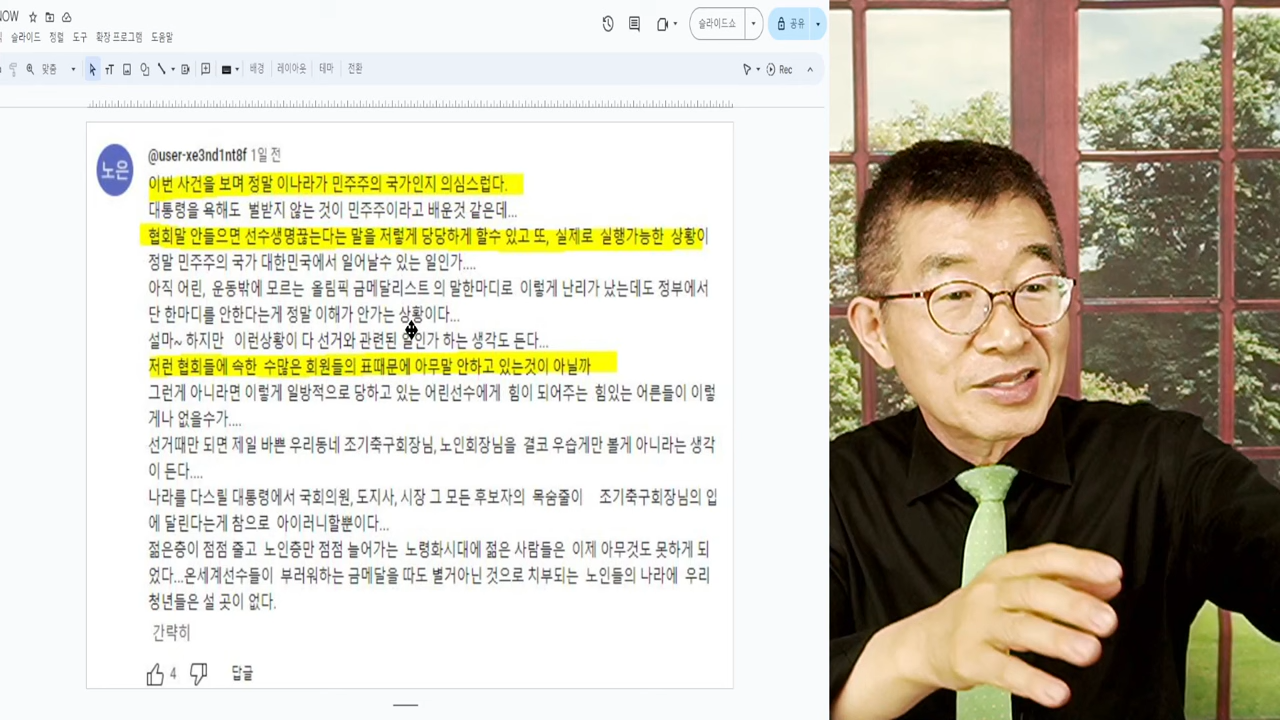 NOW
슬라이드 정렬 도구 확장 프로그램 도움말
슬라이드쇼
공유
맞춤
배경 레이아웃 테마 전환
Rec
노은
@user-xe3nd1nt8f 1일 전
이번 사건을 보며 정말 이나라가 민주주의 국가인지 의심스럽다.
대통령을 욕해도 벌받지 않는 것이 민주주이라고 배운것 같은데...
협회말 안들으면 선수생명끊는다는 말을 저렇게 당당하게 할수 있고 또, 실제로 실행가능한 상황이
정말 민주주의 국가 대한민국에서 일어날수 있는 일인가....
아직 어린, 운동밖에 모르는 올림픽 금메달리스트 의 말한마디로 이렇게 난리가 났는데도 정부에서
단 한마디를 안한다는게 정말 이해가 안가는 상황이다...
설마~ 하지만 이런상황이 다 선거와 관련된 일인가 하는 생각도 든다...
저런 협회들에 속한 수많은 회원들의 표때문에 아무말 안하고 있는것이 아닐까
그런게 아니라면 이렇게 일방적으로 당하고 있는 어린선수에게 힘이 되어주는 힘있는 어른들이 이렇
게나 없을수가....
선거때만 되면 제일 바쁜 우리동네 조기축구회장님, 노인회장님을 결코 우습게만 볼게 아니라는 생각
이 든다....
나라를 다스릴 대통령에서 국회의원, 도지사, 시장 그 모든 후보자의 목숨줄이 조기축구회장님의 입
에 달린다는게 참으로 아이러니할뿐이다...
젊은층이 점점 줄고 노인층만 점점 늘어가는 노령화시대에 젊은 사람들은 이제 아무것도 못하게 되
었다...온세계선수들이 부러워하는 금메달을 따도 별거아닌 것으로 치부되는 노인들의 나라에 우리
청년들은 설 곳이 없다.
간략히
4 답글